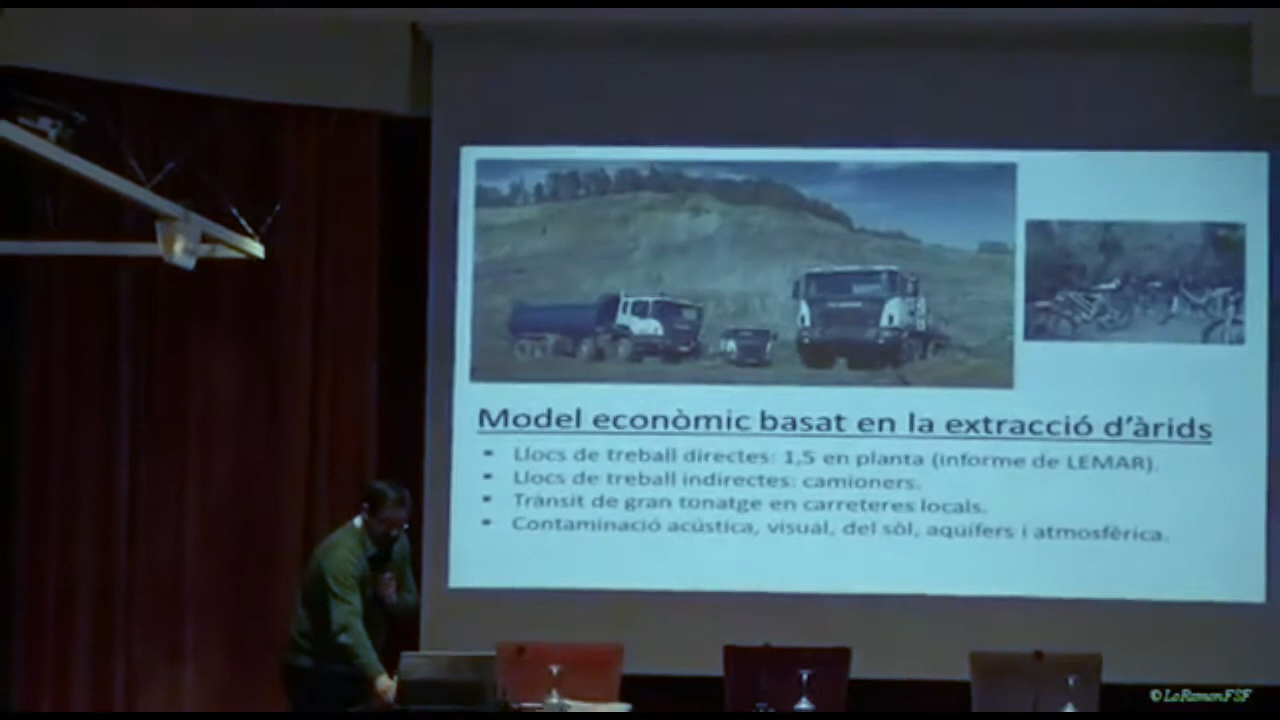 Model econòmic basat en la extracció d'àrids
▪ Llocs de treball directes: 1,5 en planta (informe de LEMAR).
▪ Llocs de treball indirectes: camioners.
▪ Trànsit de gran tonatge en carreteres locals.
▪ Contaminació acústica, visual, del sòl, aqüífers i atmosfèrica.
© LoRamonFSF